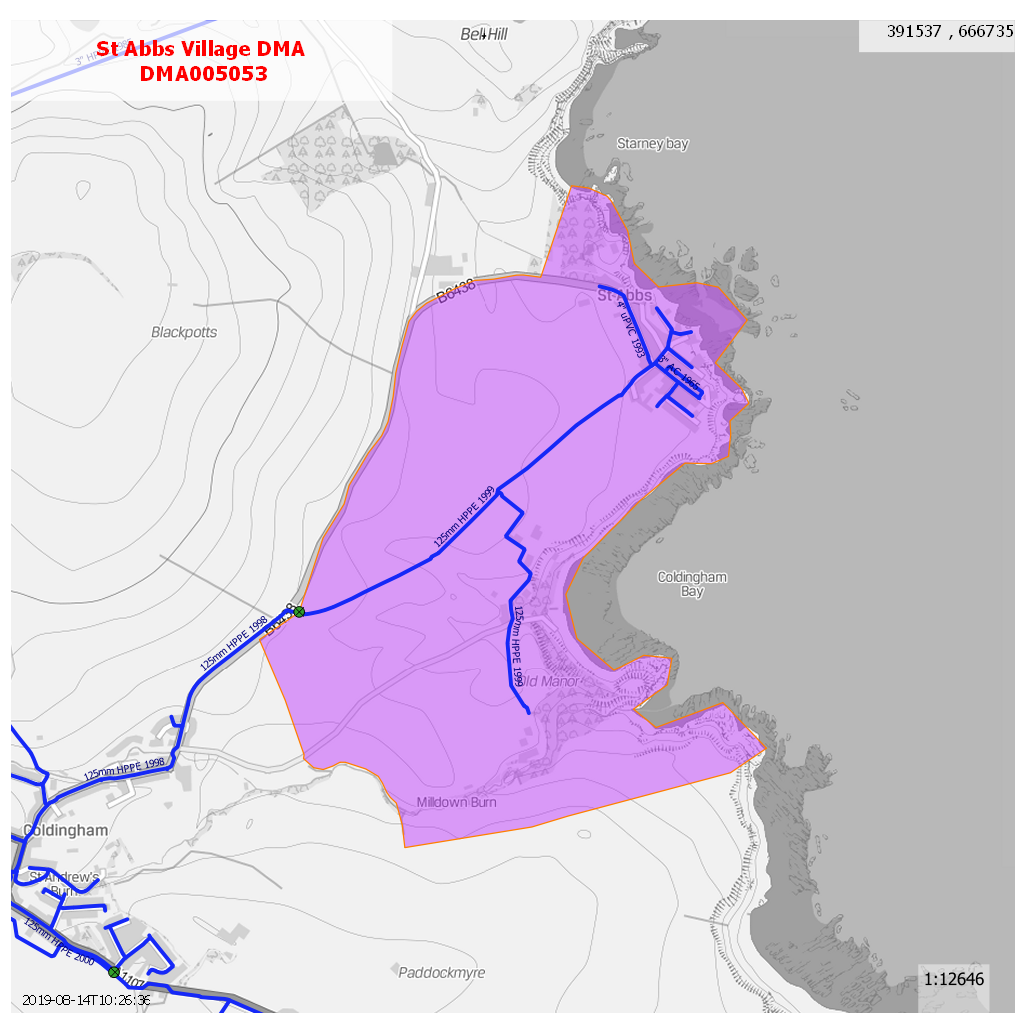 Bell Hill
391537 , 666735
St Abbs Village DMA
DMA005053
Starney bay
B6438
St Abbs
4" uPVC 1993
Blackpotts
3" AC 1965
125mm HPPE 1999
Coldingham
Bay
B6438
125mm HPPE 1998
125mm HPPE 1999
Old Manor
125mm HPPE 1998
Milldown Burn
Coldingham
St Andrew's
Burn
125mm HPPE 2000
Paddockmyre
1:12646
2019-08-14T10:26:36